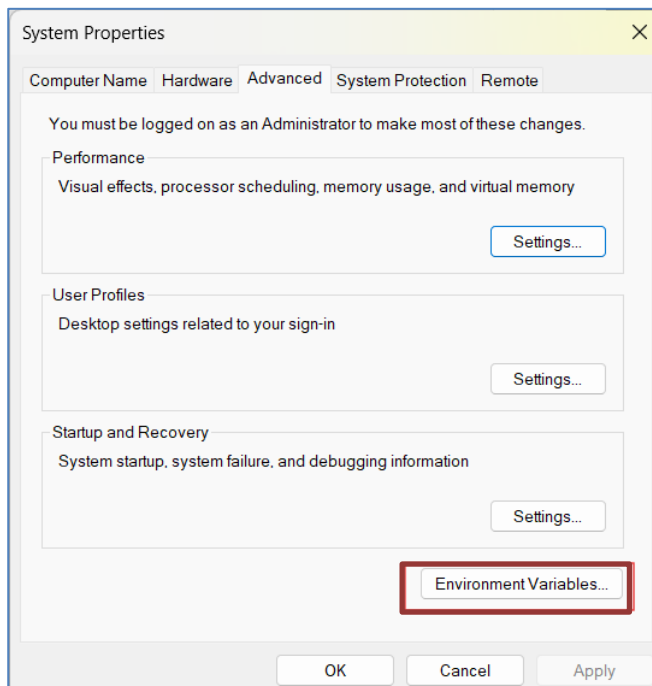 System Properties
Computer Name Hardware Advanced System Protection Remote
You must be logged on as an Administrator to make most of these changes.
Performance
Visual effects, processor scheduling, memory usage, and virtual memory
Settings...
User Profiles
Desktop settings related to your sign-in
Settings...
Startup and Recovery
System startup, system failure, and debugging information
Settings...
Environment Variables...
OK Cancel Apply